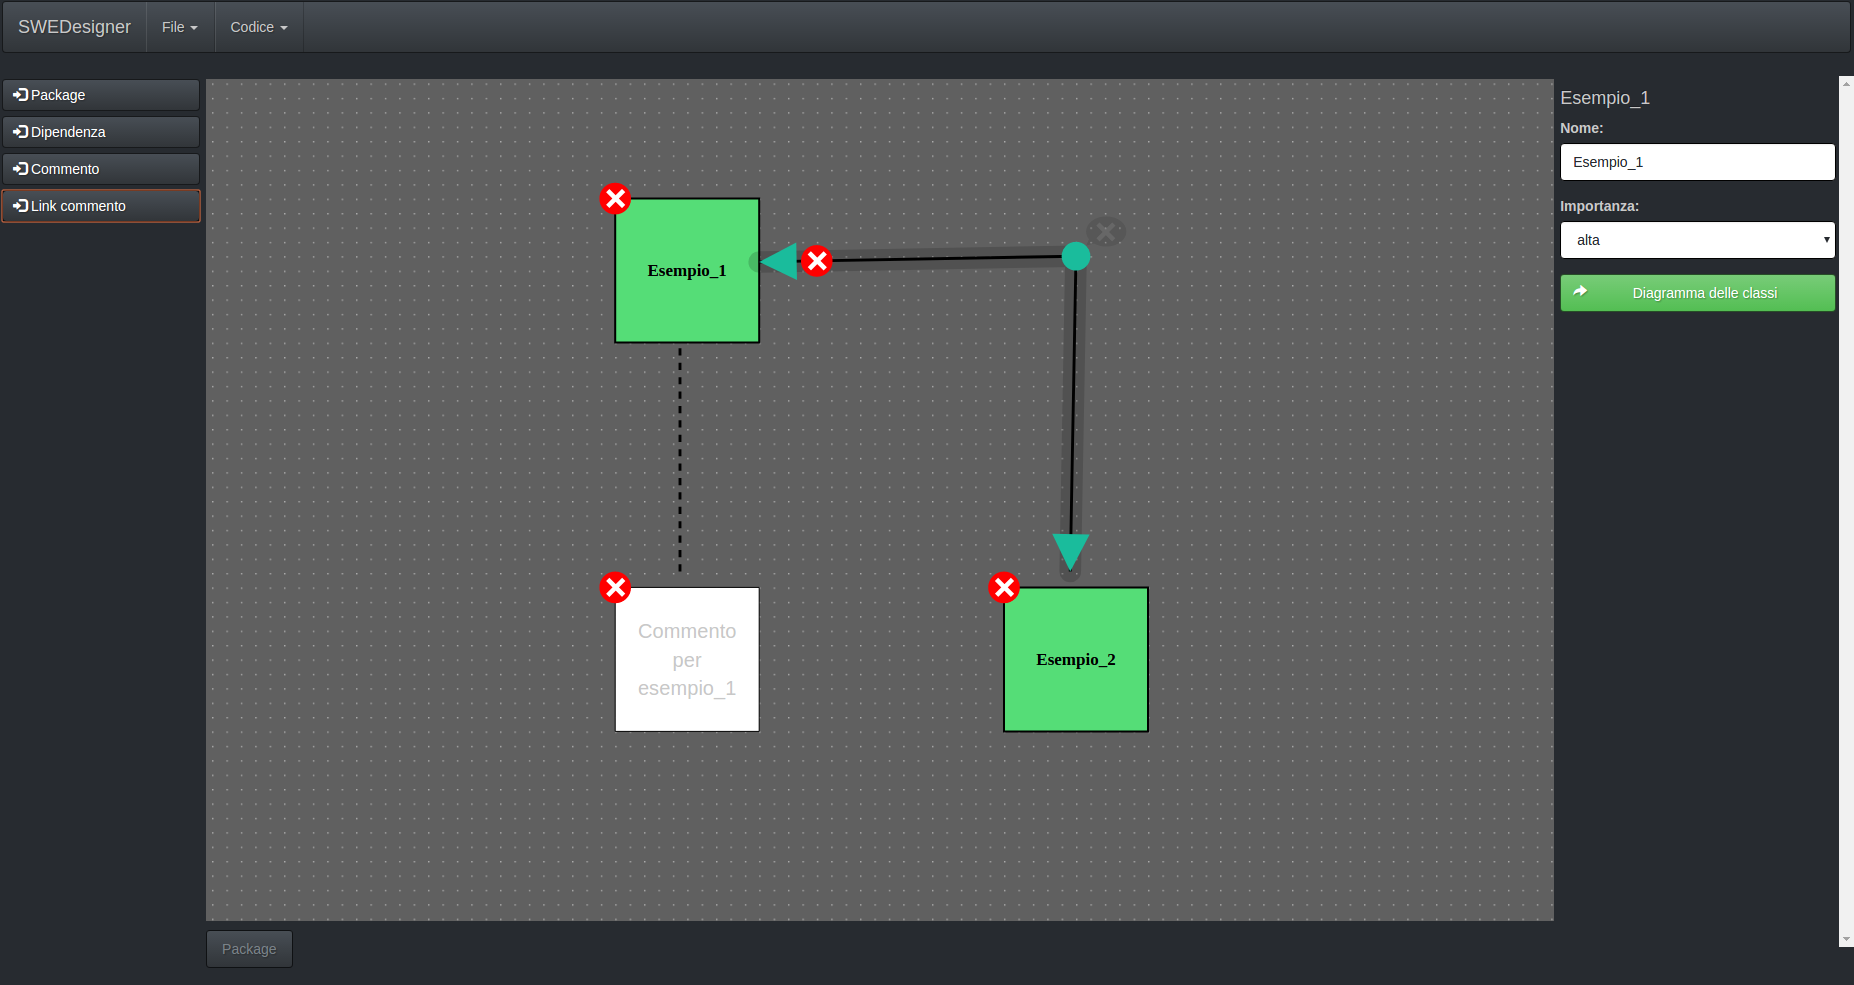 SWEDesigner File Codice
Package
Dipendenza
Commento
Link commento
Esempio_1
Commento
per
esempio_1
Esempio_2
Esempio_1
Nome:
Esempio_1
Importanza:
alta
Diagramma delle classi
Package